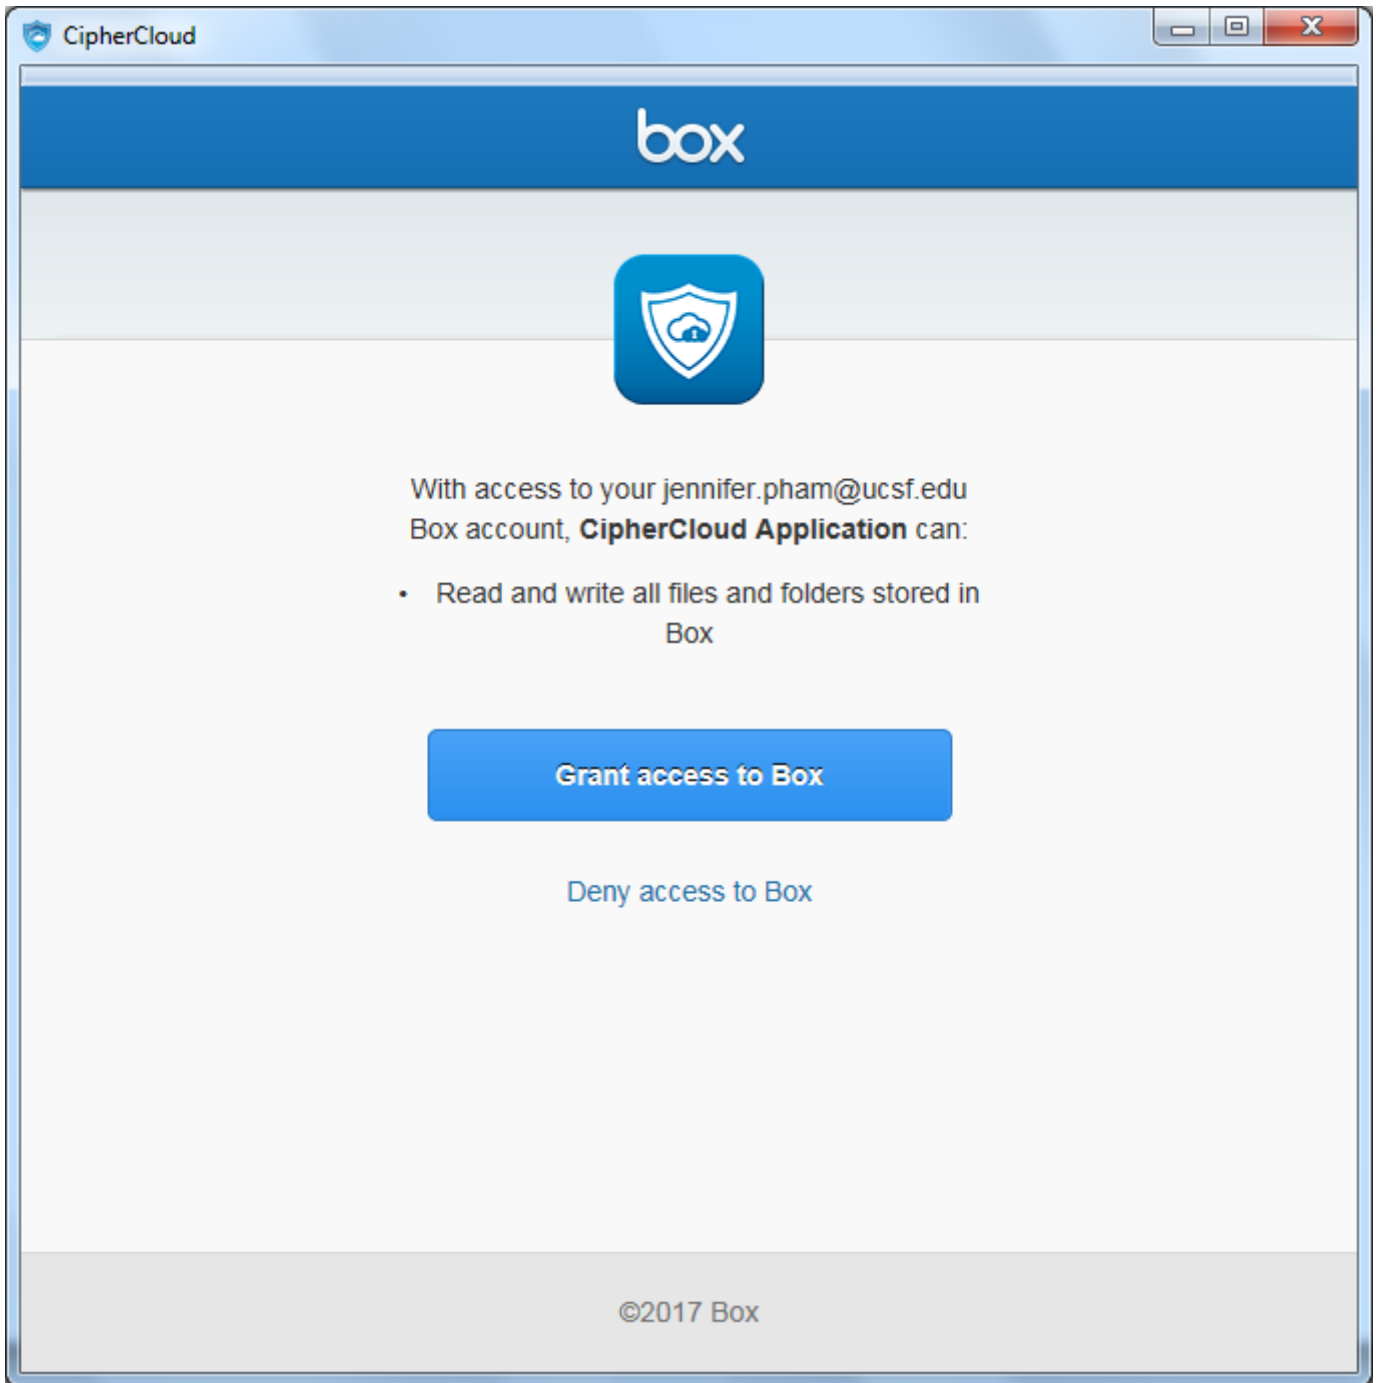 CipherCloud
box
With access to your jennifer.pham@ucsf.edu
Box account, CipherCloud Application can:
• Read and write all files and folders stored in
Box
Grant access to Box
Deny access to Box
©2017 Box